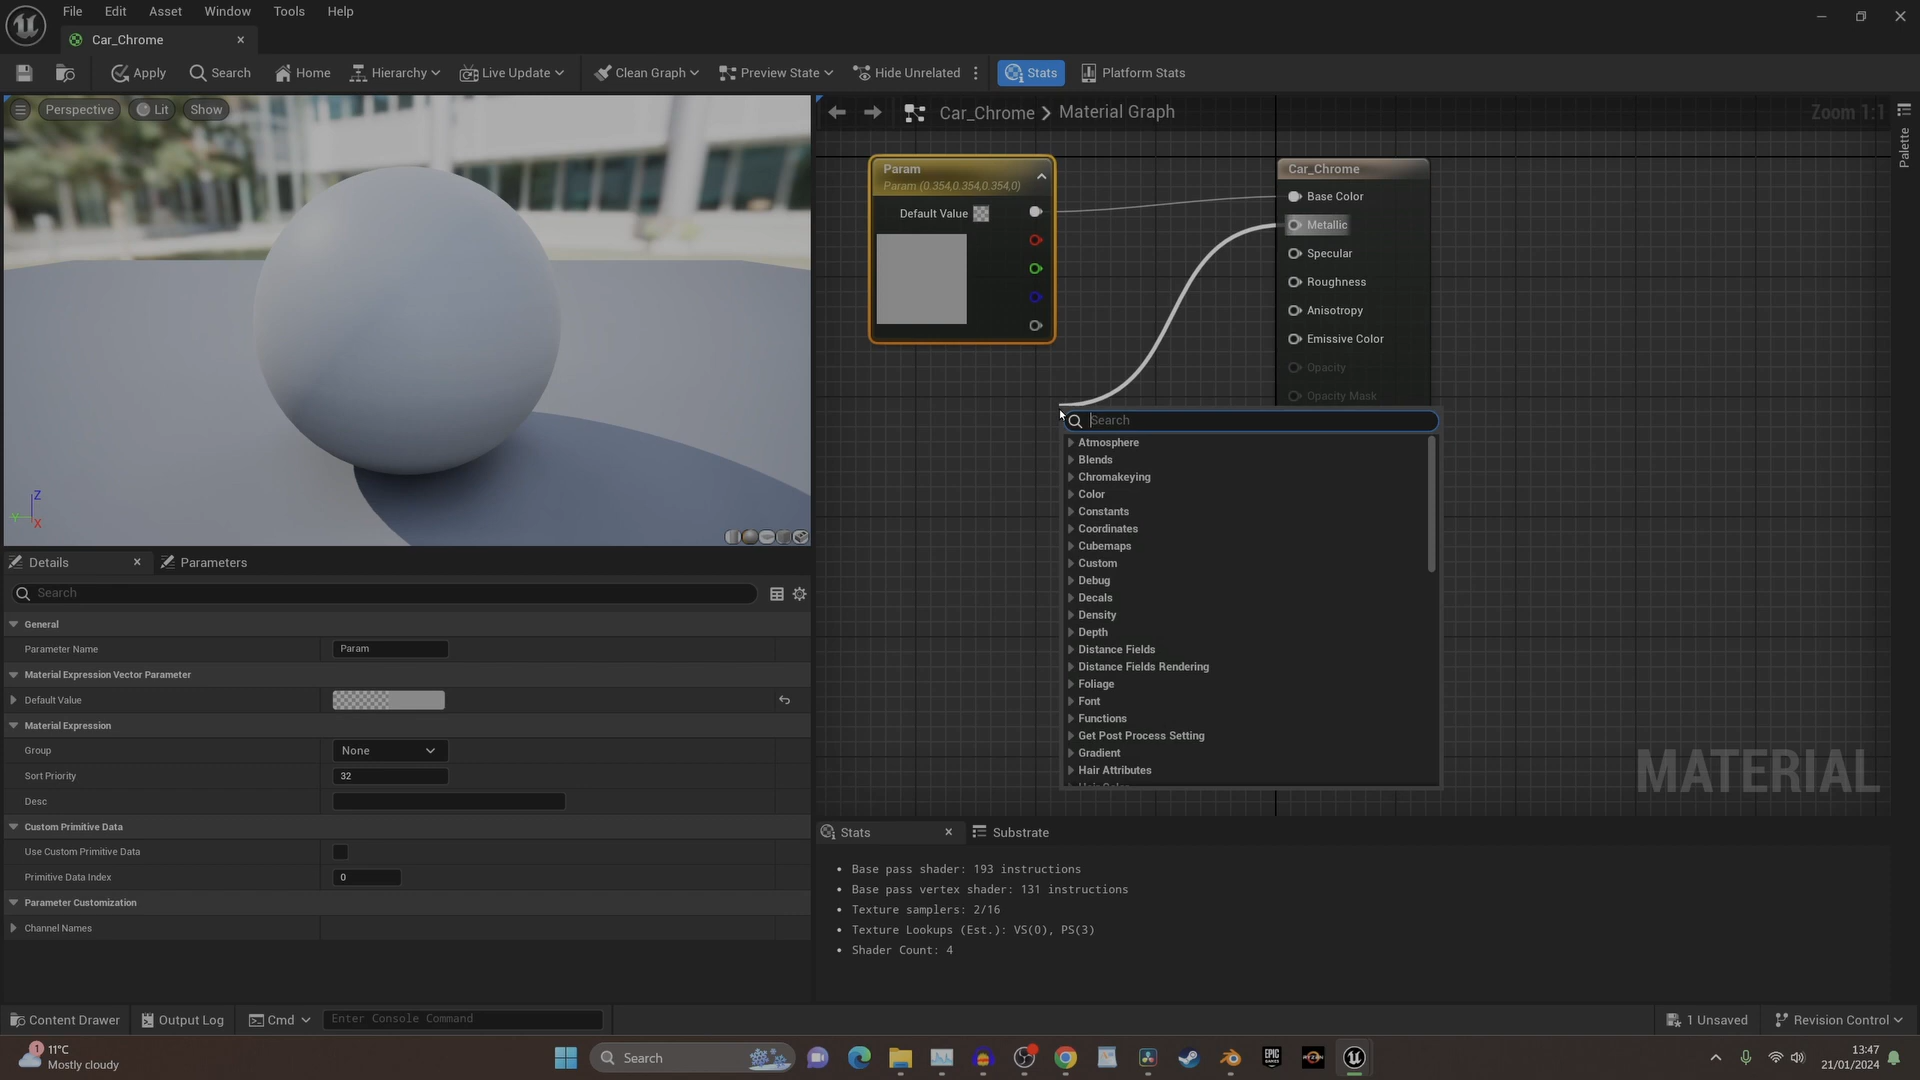 File Edit Asset Window Tools Help
Car_Chrome
Apply Search Home Hierarchy Live Update Clean Graph Preview State Hide Unrelated Stats Platform Stats
Perspective Lit Show
Car_Chrome Material Graph Zoom 1:1
Palette
Param
Param (0.354,0.354,0.354,0)
Default Value
Car_Chrome
Base Color
Metallic
Specular
Roughness
Anisotropy
Emissive Color
Opacity
Opacity Mask
Search
Atmosphere
Blends
Chromakeying
Color
Constants
Coordinates
Cubemaps
Custom
Debug
Decals
Density
Depth
Distance Fields
Distance Fields Rendering
Foliage
Font
Functions
Get Post Process Setting
Gradient
Hair Attributes
MATERIAL
Z
Y
X
Details Parameters
Search
General
Parameter Name Param
Material Expression Vector Parameter
Default Value
Material Expression
Group None
Sort Priority 32
Desc
Custom Primitive Data
Use Custom Primitive Data
Primitive Data Index 0
Parameter Customization
Channel Names
Stats Substrate
Base pass shader: 193 instructions
Base pass vertex shader: 131 instructions
Texture samplers: 2/16
Texture Lookups (Est.): VS(0), PS(3)
Shader Count: 4
Content Drawer Output Log Cmd Enter Console Command 1 Unsaved Revision Control
1
11°C
Mostly cloudy
Search
EPIC
GAMES
RYZEN
13:47
21/01/2024